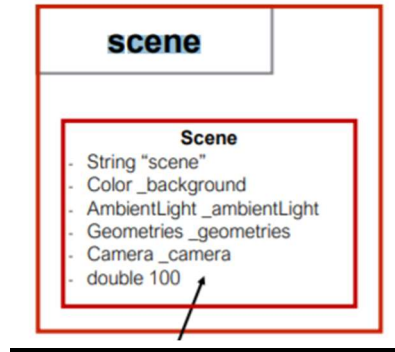 scene
Scene
- String “scene”
- Color _background
- AmbientLight _ambientLight
- Geometries _geometries
- Camera _camera
- double 100